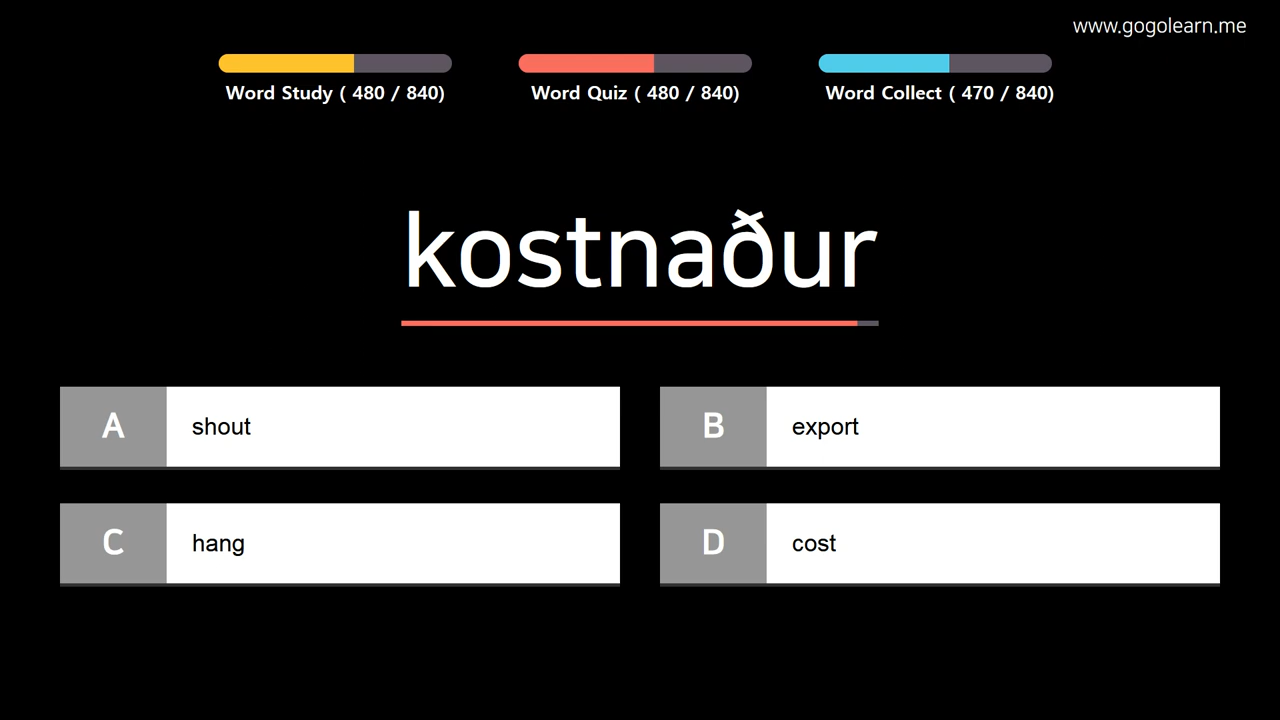 www.gogolearn.me
Word Study ( 480 / 840)
Word Quiz ( 480 / 840)
Word Collect ( 470 / 840)
kostnaður
A shout
B export
C hang
D cost